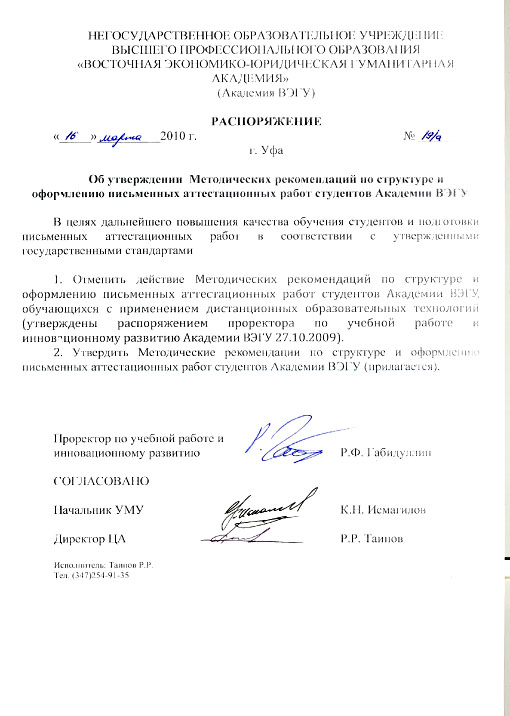 НЕГОСУДАРСТВЕННОЕ ОБРАЗОВАТЕЛЬНОЕ УЧРЕЖДЕНИЕ
ВЫСШЕГО ПРОФЕССИОНАЛЬНОГО ОБРАЗОВАНИЯ
«ВОСТОЧНАЯ ЭКОНОМИКО-ЮРИДИЧЕСКАЯ ГУМАНИТАРНАЯ
АКАДЕМИЯ»
(Академия ВЭГУ)
РАСПОРЯЖЕНИЕ
« 16 » марта 2010 г. № 19/а
г. Уфа
Об утверждении Методических рекомендаций по структуре и
оформлению письменных аттестационных работ студентов Академии ВЭГУ
В целях дальнейшего повышения качества обучения студентов и подготовки
письменных аттестационных работ в соответствии с утвержденными
государственными стандартами
1. Отменить действие Методических рекомендаций по структуре и
оформлению письменных аттестационных работ студентов Академии ВЭГУ,
обучающихся с применением дистанционных образовательных технологий
(утверждены распоряжением проректора по учебной работе и
инновационному развитию Академии ВЭГУ 27.10.2009).
2. Утвердить Методические рекомендации по структуре и оформлению
письменных аттестационных работ студентов Академии ВЭГУ (прилагается).
Проректор по учебной работе и
инновационному развитию Р.Ф. Габидуллин
СОГЛАСОВАНО
Начальник УМУ К.Н. Исмагилов
Директор ЦА Р.Р. Таипов
Исполнитель: Таипов Р.Р.
Тел. (347)254-91-35